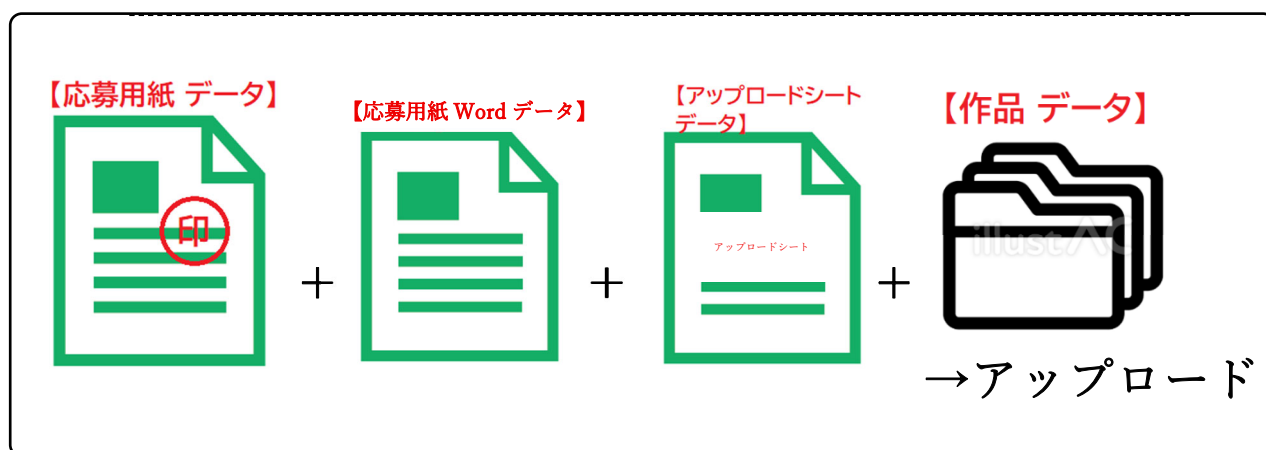 【応募用紙 データ】
【応募用紙 Word データ】
【アップロードシート
データ】
【作品 データ】
印
アップロードシート
illust AC
+
+
+
→アップロード